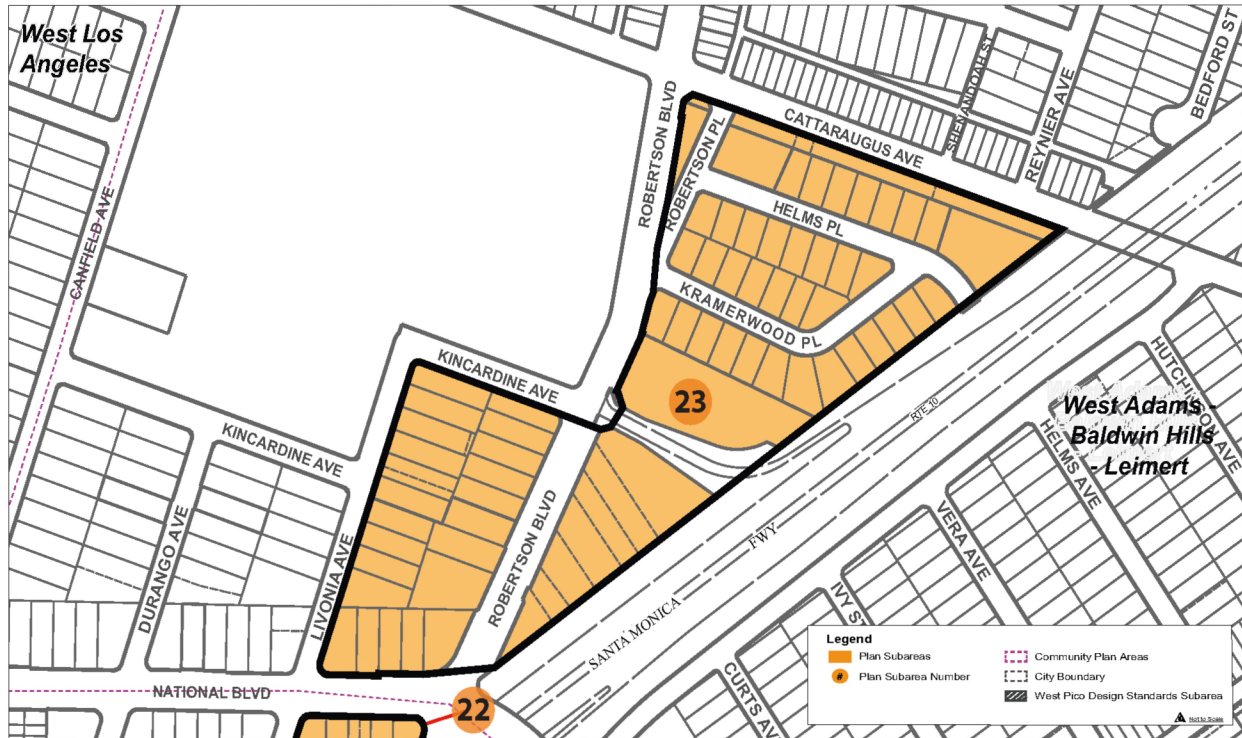 West Los
Angeles
BEDFORD ST
ROBERTSON BLVD
CATTARAUGUS AVE
SHENANDOAH ST
REYNIER AVE
ROBERTSON PL
HELMS PL
CANFIELD AVE
KRAMERWOOD PL
KINCARDINE AVE
23
RTE 10
HUTCHISON AVE
West Adams -
Baldwin Hills
- Leimert
KINCARDINE AVE
HELMS AVE
DURANGO AVE
LIVONIA AVE
ROBERTSON BLVD
FWY
VERA AVE
SANTA MONICA
IVY ST
CURTS AVE
NATIONAL BLVD
22
Legend
Plan Subareas
# Plan Subarea Number
Community Plan Areas
City Boundary
West Pico Design Standards Subarea
Not to Scale